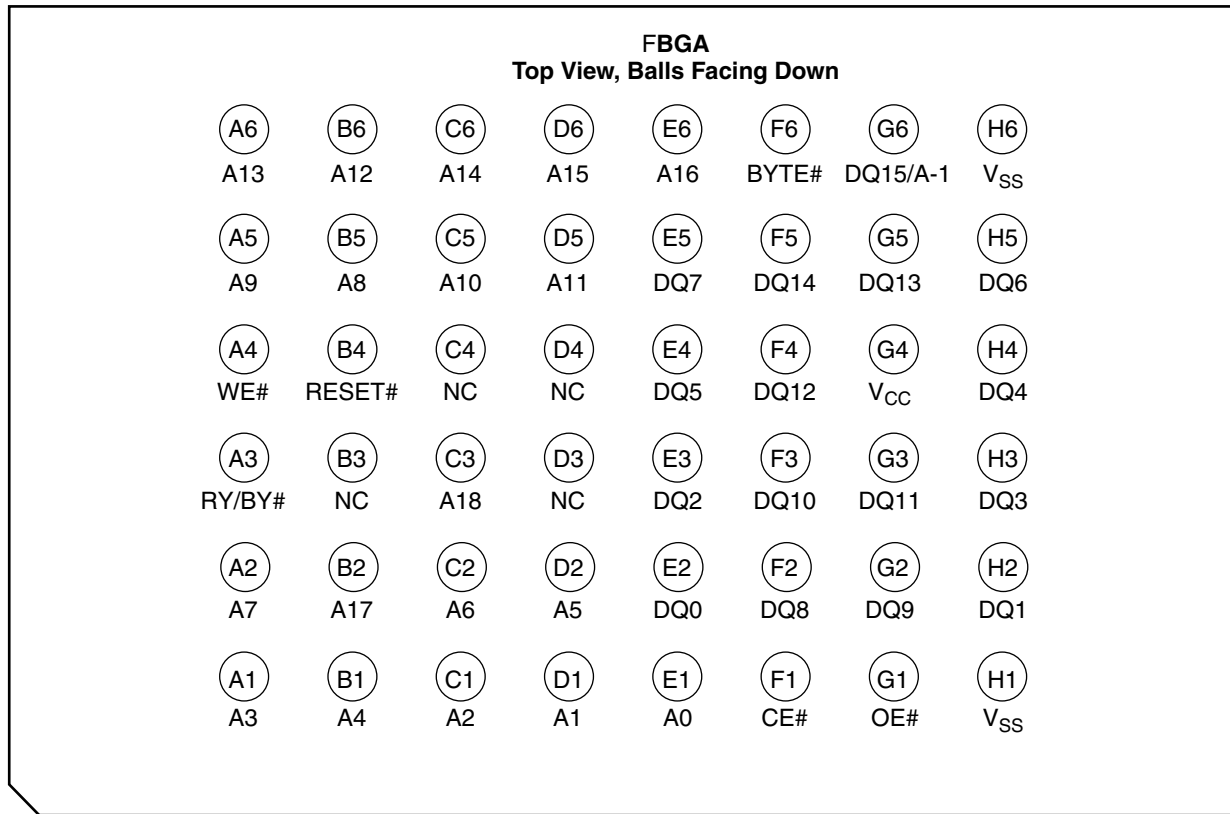 FBGA
Top View, Balls Facing Down
A6 B6 C6 D6 E6 F6 G6 H6
A13 A12 A14 A15 A16 BYTE# DQ15/A-1 VSS
A5 B5 C5 D5 E5 F5 G5 H5
A9 A8 A10 A11 DQ7 DQ14 DQ13 DQ6
A4 B4 C4 D4 E4 F4 G4 H4
WE# RESET# NC NC DQ5 DQ12 VCC DQ4
A3 B3 C3 D3 E3 F3 G3 H3
RY/BY# NC A18 NC DQ2 DQ10 DQ11 DQ3
A2 B2 C2 D2 E2 F2 G2 H2
A7 A17 A6 A5 DQ0 DQ8 DQ9 DQ1
A1 B1 C1 D1 E1 F1 G1 H1
A3 A4 A2 A1 A0 CE# OE# VSS